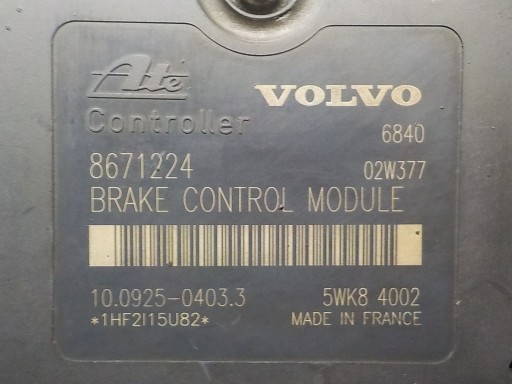 Ate VOLVO
Controller 6840
8671224 02W377
BRAKE CONTROL MODULE
10.0925-0403.3 5WK8 4002
*1HF2I15U82* MADE IN FRANCE